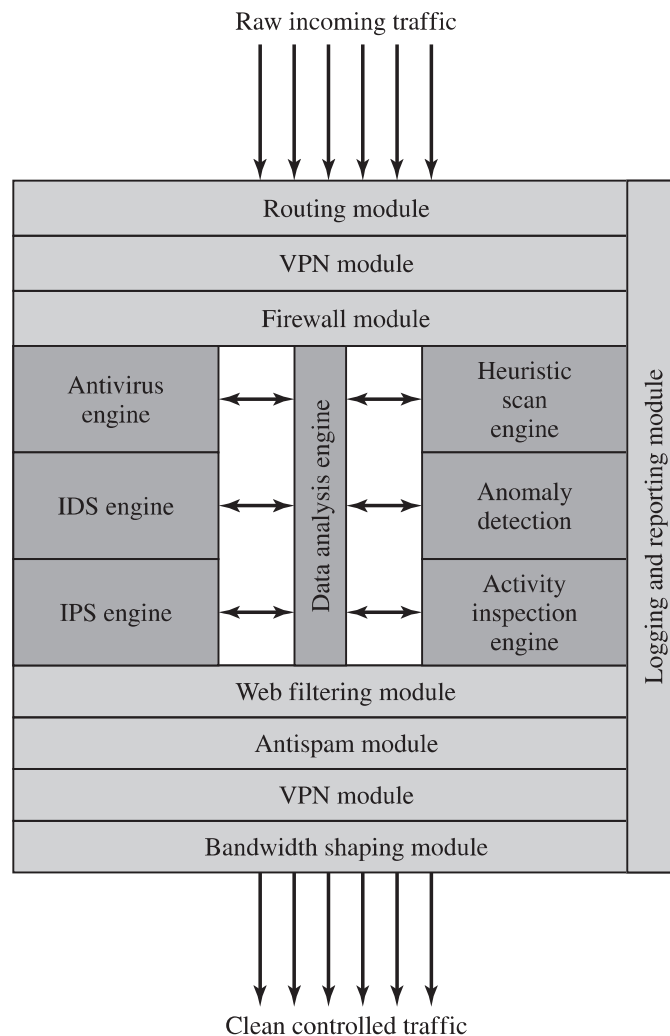 Raw incoming traffic
Routing module
VPN module
Firewall module
Antivirus
engine
IDS engine
IPS engine
Data analysis engine
Heuristic
scan
engine
Anomaly
detection
Activity
inspection
engine
Logging and reporting module
Web filtering module
Antispam module
VPN module
Bandwidth shaping module
Clean controlled traffic